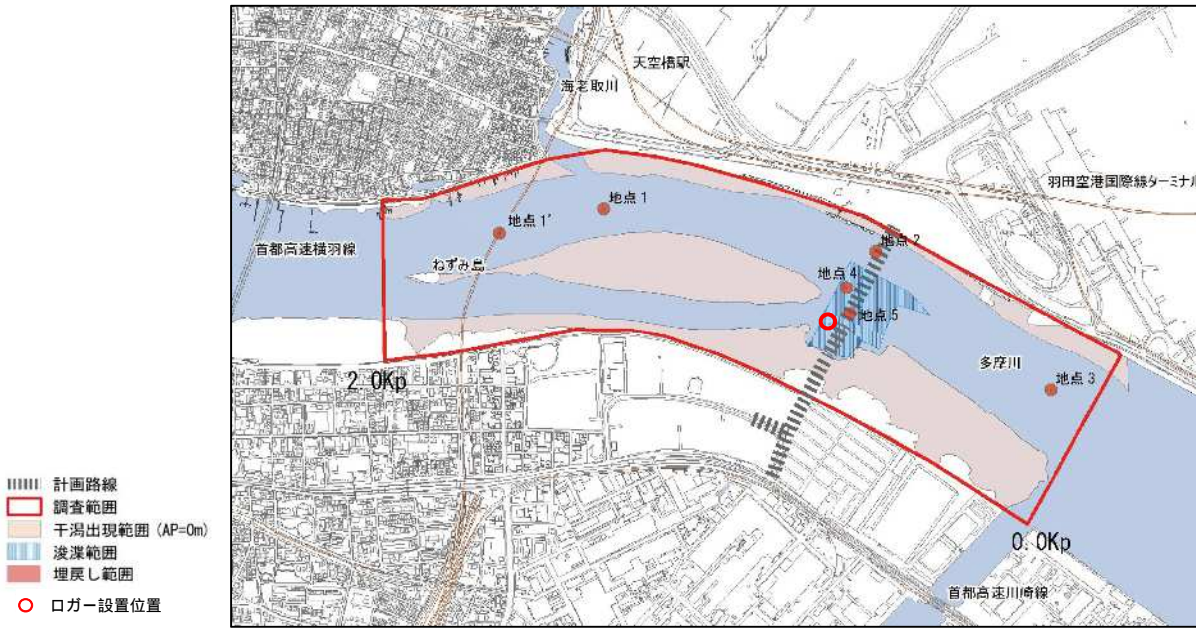 天空橋駅
海老取川
羽田空港国際線ターミナル
地点 1
地点 1'
首都高速横羽線
地点 2
ねずみ島
地点 4
地点 5
多摩川
地点 3
2.0Kp
0.0Kp
首都高速川崎線
計画路線
調査範囲
干潟出現範囲 (AP=0m)
浚渫範囲
埋戻し範囲
ロガー設置位置